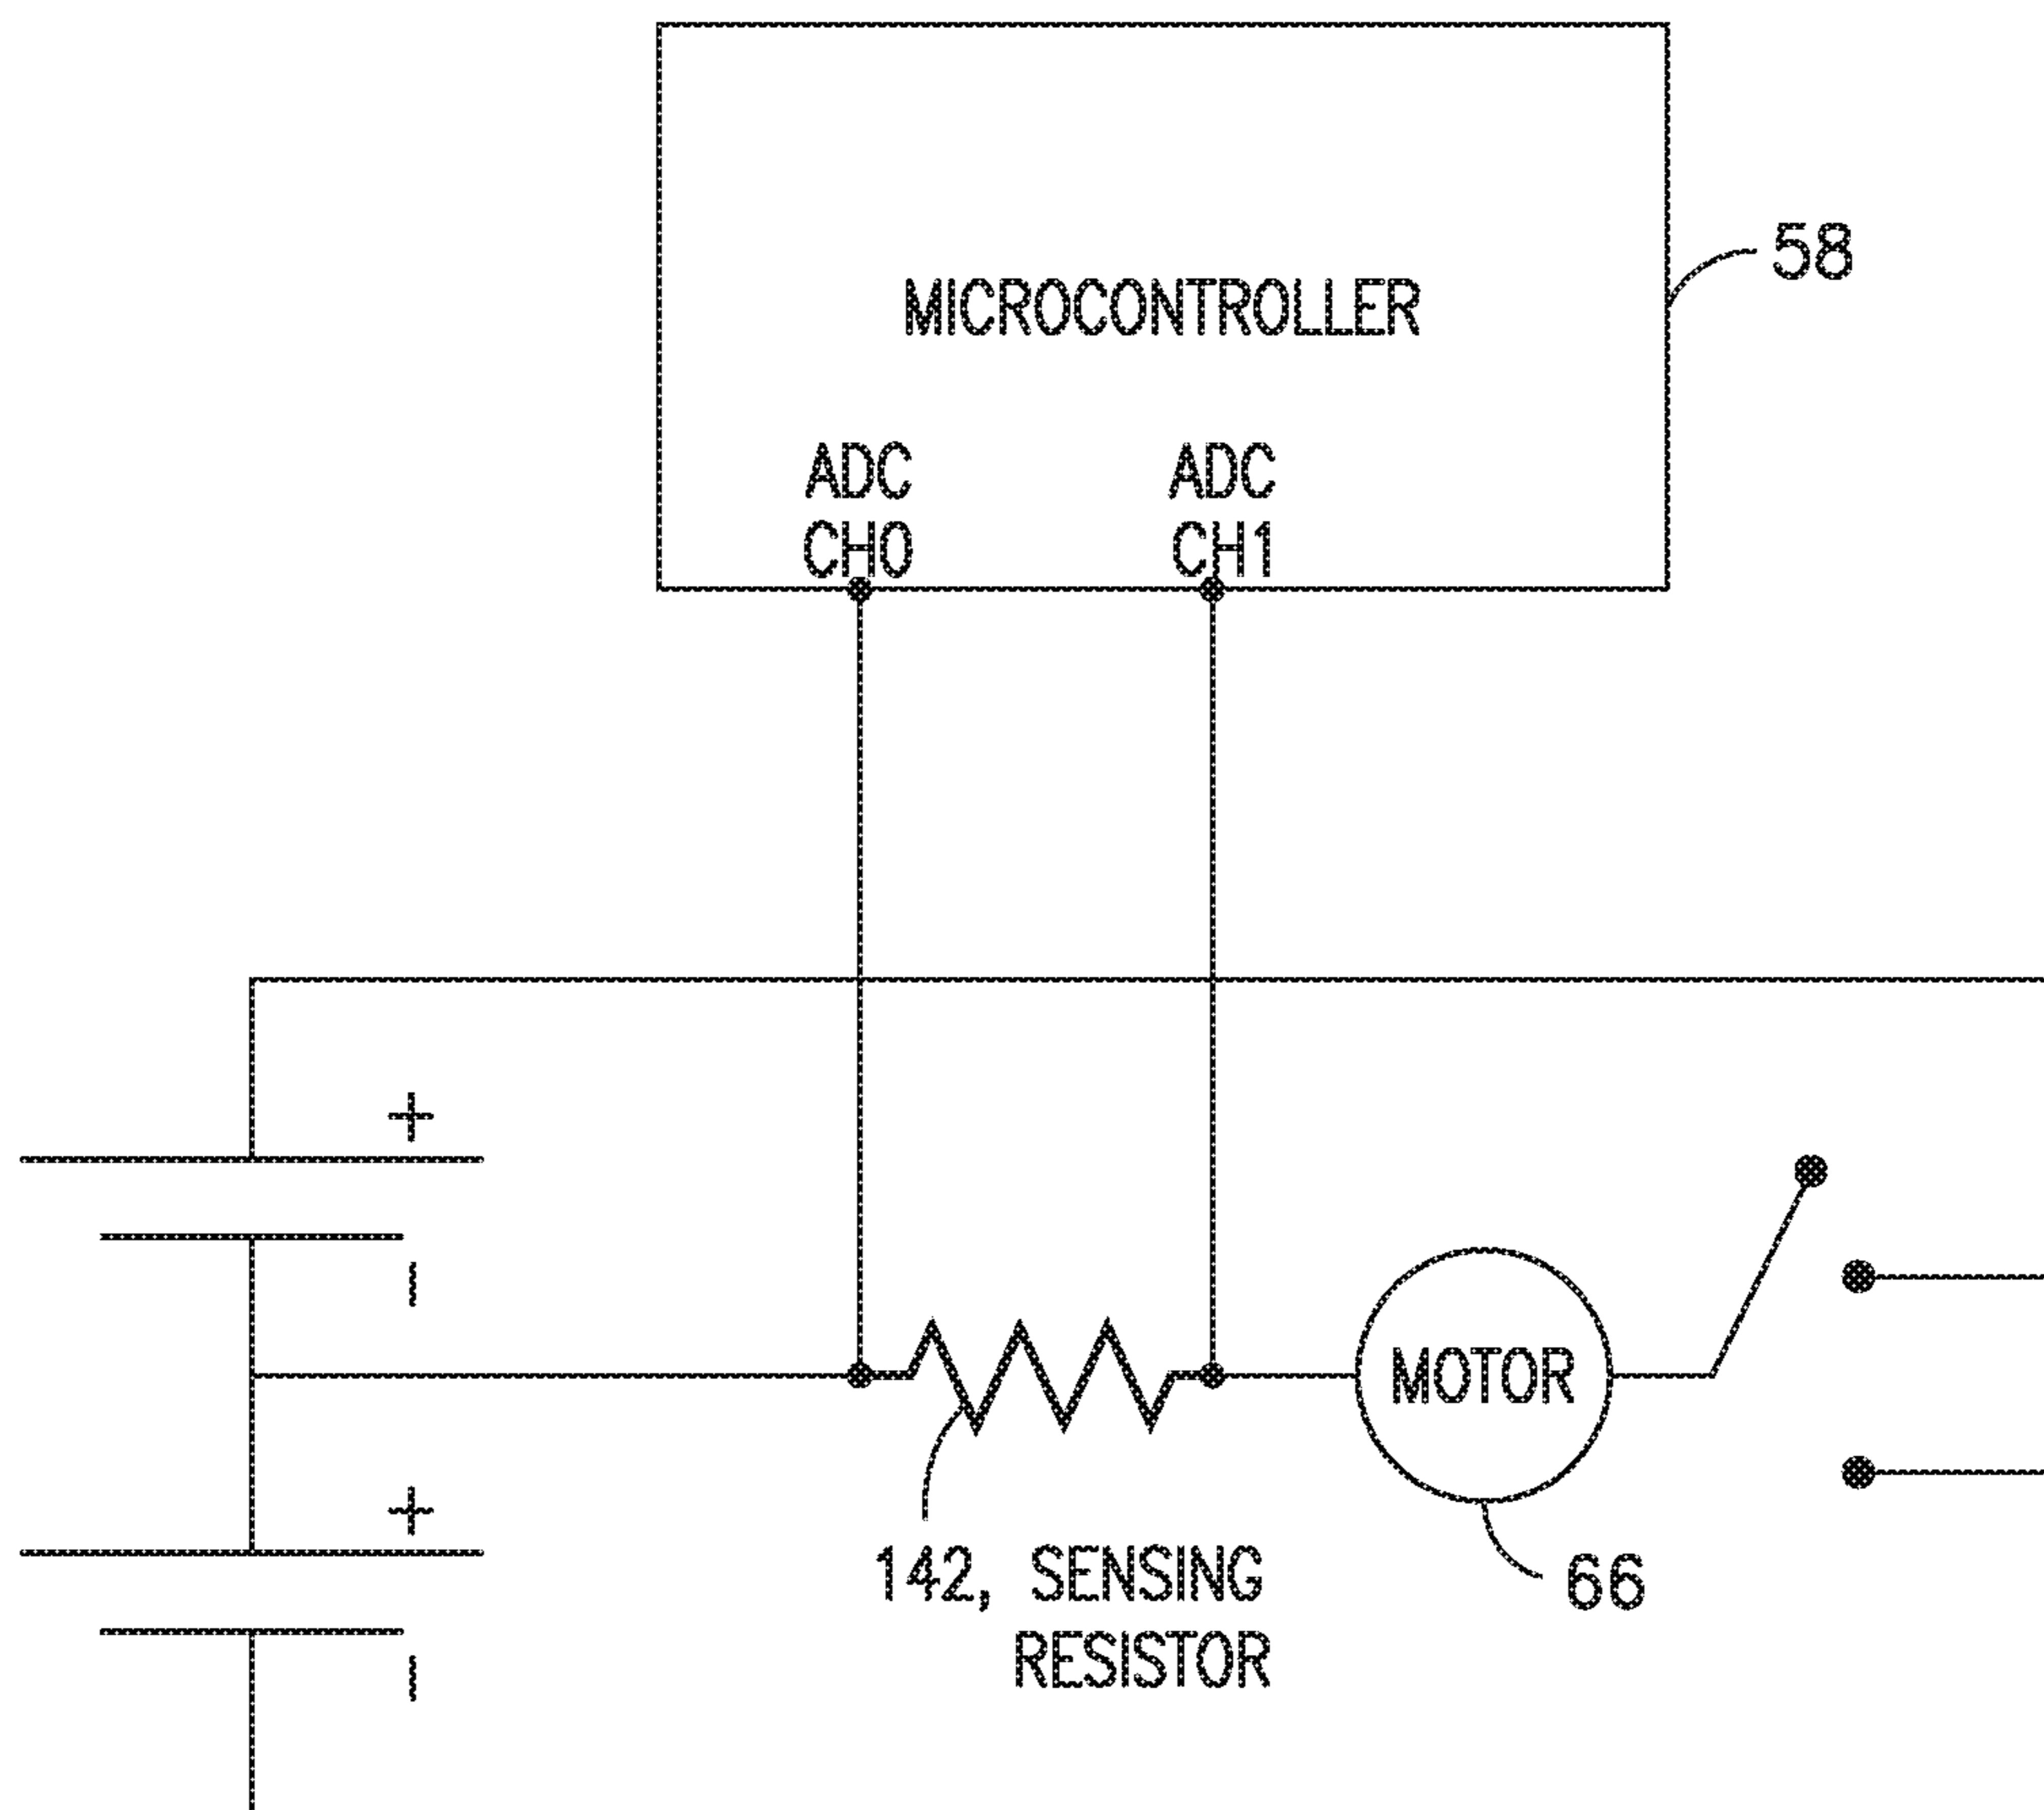 MICROCONTROLLER
58
ADC
CH0
ADC
CH1
+
−
MOTOR
+
−
142, SENSING
RESISTOR
66